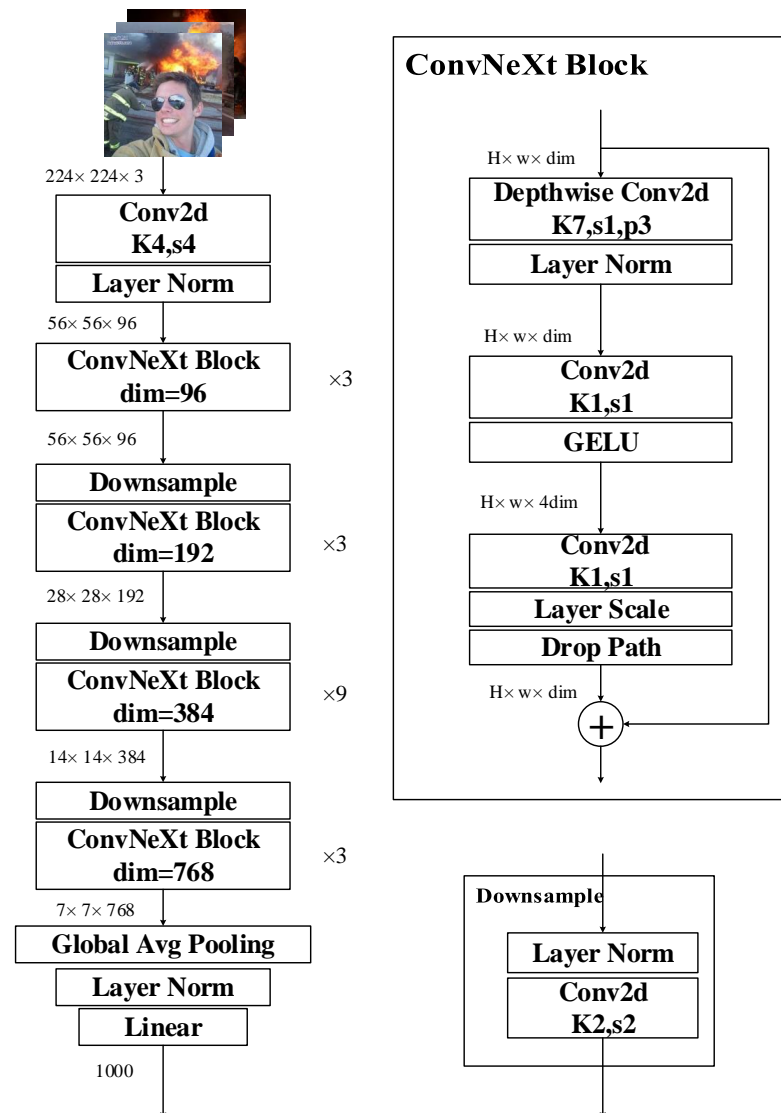 224× 224× 3
Conv2d
K4,s4
Layer Norm
56× 56× 96
ConvNeXt Block
dim=96
×3
56× 56× 96
Downsample
ConvNeXt Block
dim=192
×3
28× 28× 192
Downsample
ConvNeXt Block
dim=384
×9
14× 14× 384
Downsample
ConvNeXt Block
dim=768
×3
7× 7× 768
Global Avg Pooling
Layer Norm
Linear
1000
ConvNeXt Block
H× w× dim
Depthwise Conv2d
K7,s1,p3
Layer Norm
H× w× dim
Conv2d
K1,s1
GELU
H× w× 4dim
Conv2d
K1,s1
Layer Scale
Drop Path
H× w× dim
+
Downsample
Layer Norm
Conv2d
K2,s2